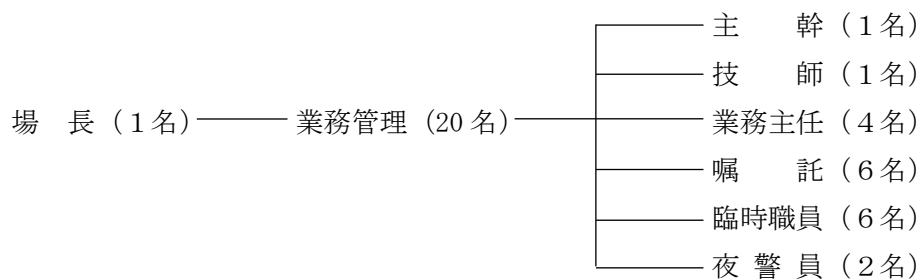 主　　幹（１名）
技　　師（１名）
場　長（１名） 業務管理（20 名） 業務主任（４名）
嘱　　託（６名）
臨時職員（６名）
夜 警 員（２名）